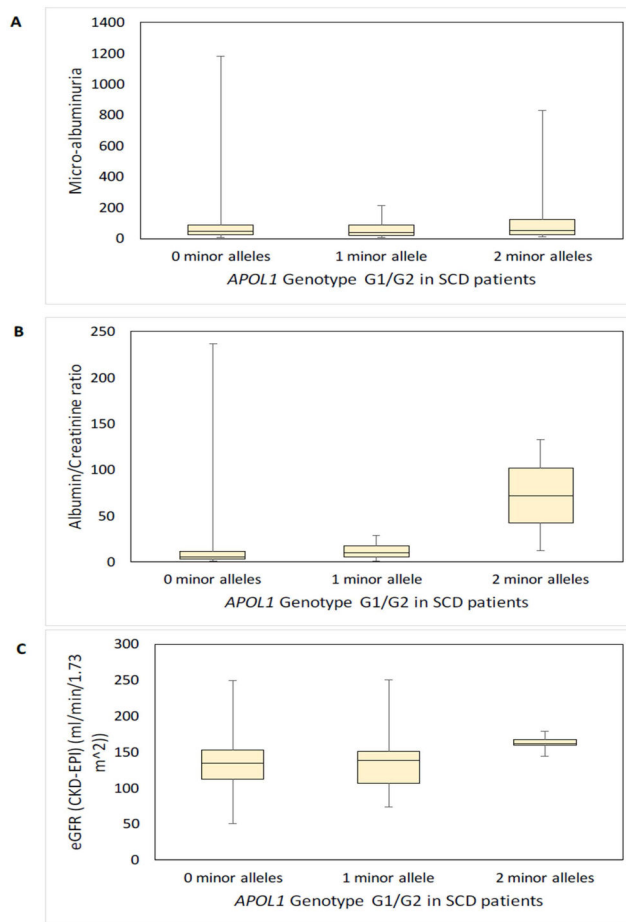 A
Micro-albuminuria
1400
1200
1000
800
600
400
200
0
0 minor alleles 1 minor allele 2 minor alleles
APOL1 Genotype G1/G2 in SCD patients
B
Albumin/Creatinine ratio
250
200
150
100
50
0
0 minor alleles 1 minor allele 2 minor alleles
APOL1 Genotype G1/G2 in SCD patients
C
eGFR (CKD-EPI) (ml/min/1.73
m^2))
300
250
200
150
100
50
0
0 minor alleles 1 minor allele 2 minor alleles
APOL1 Genotype G1/G2 in SCD patients